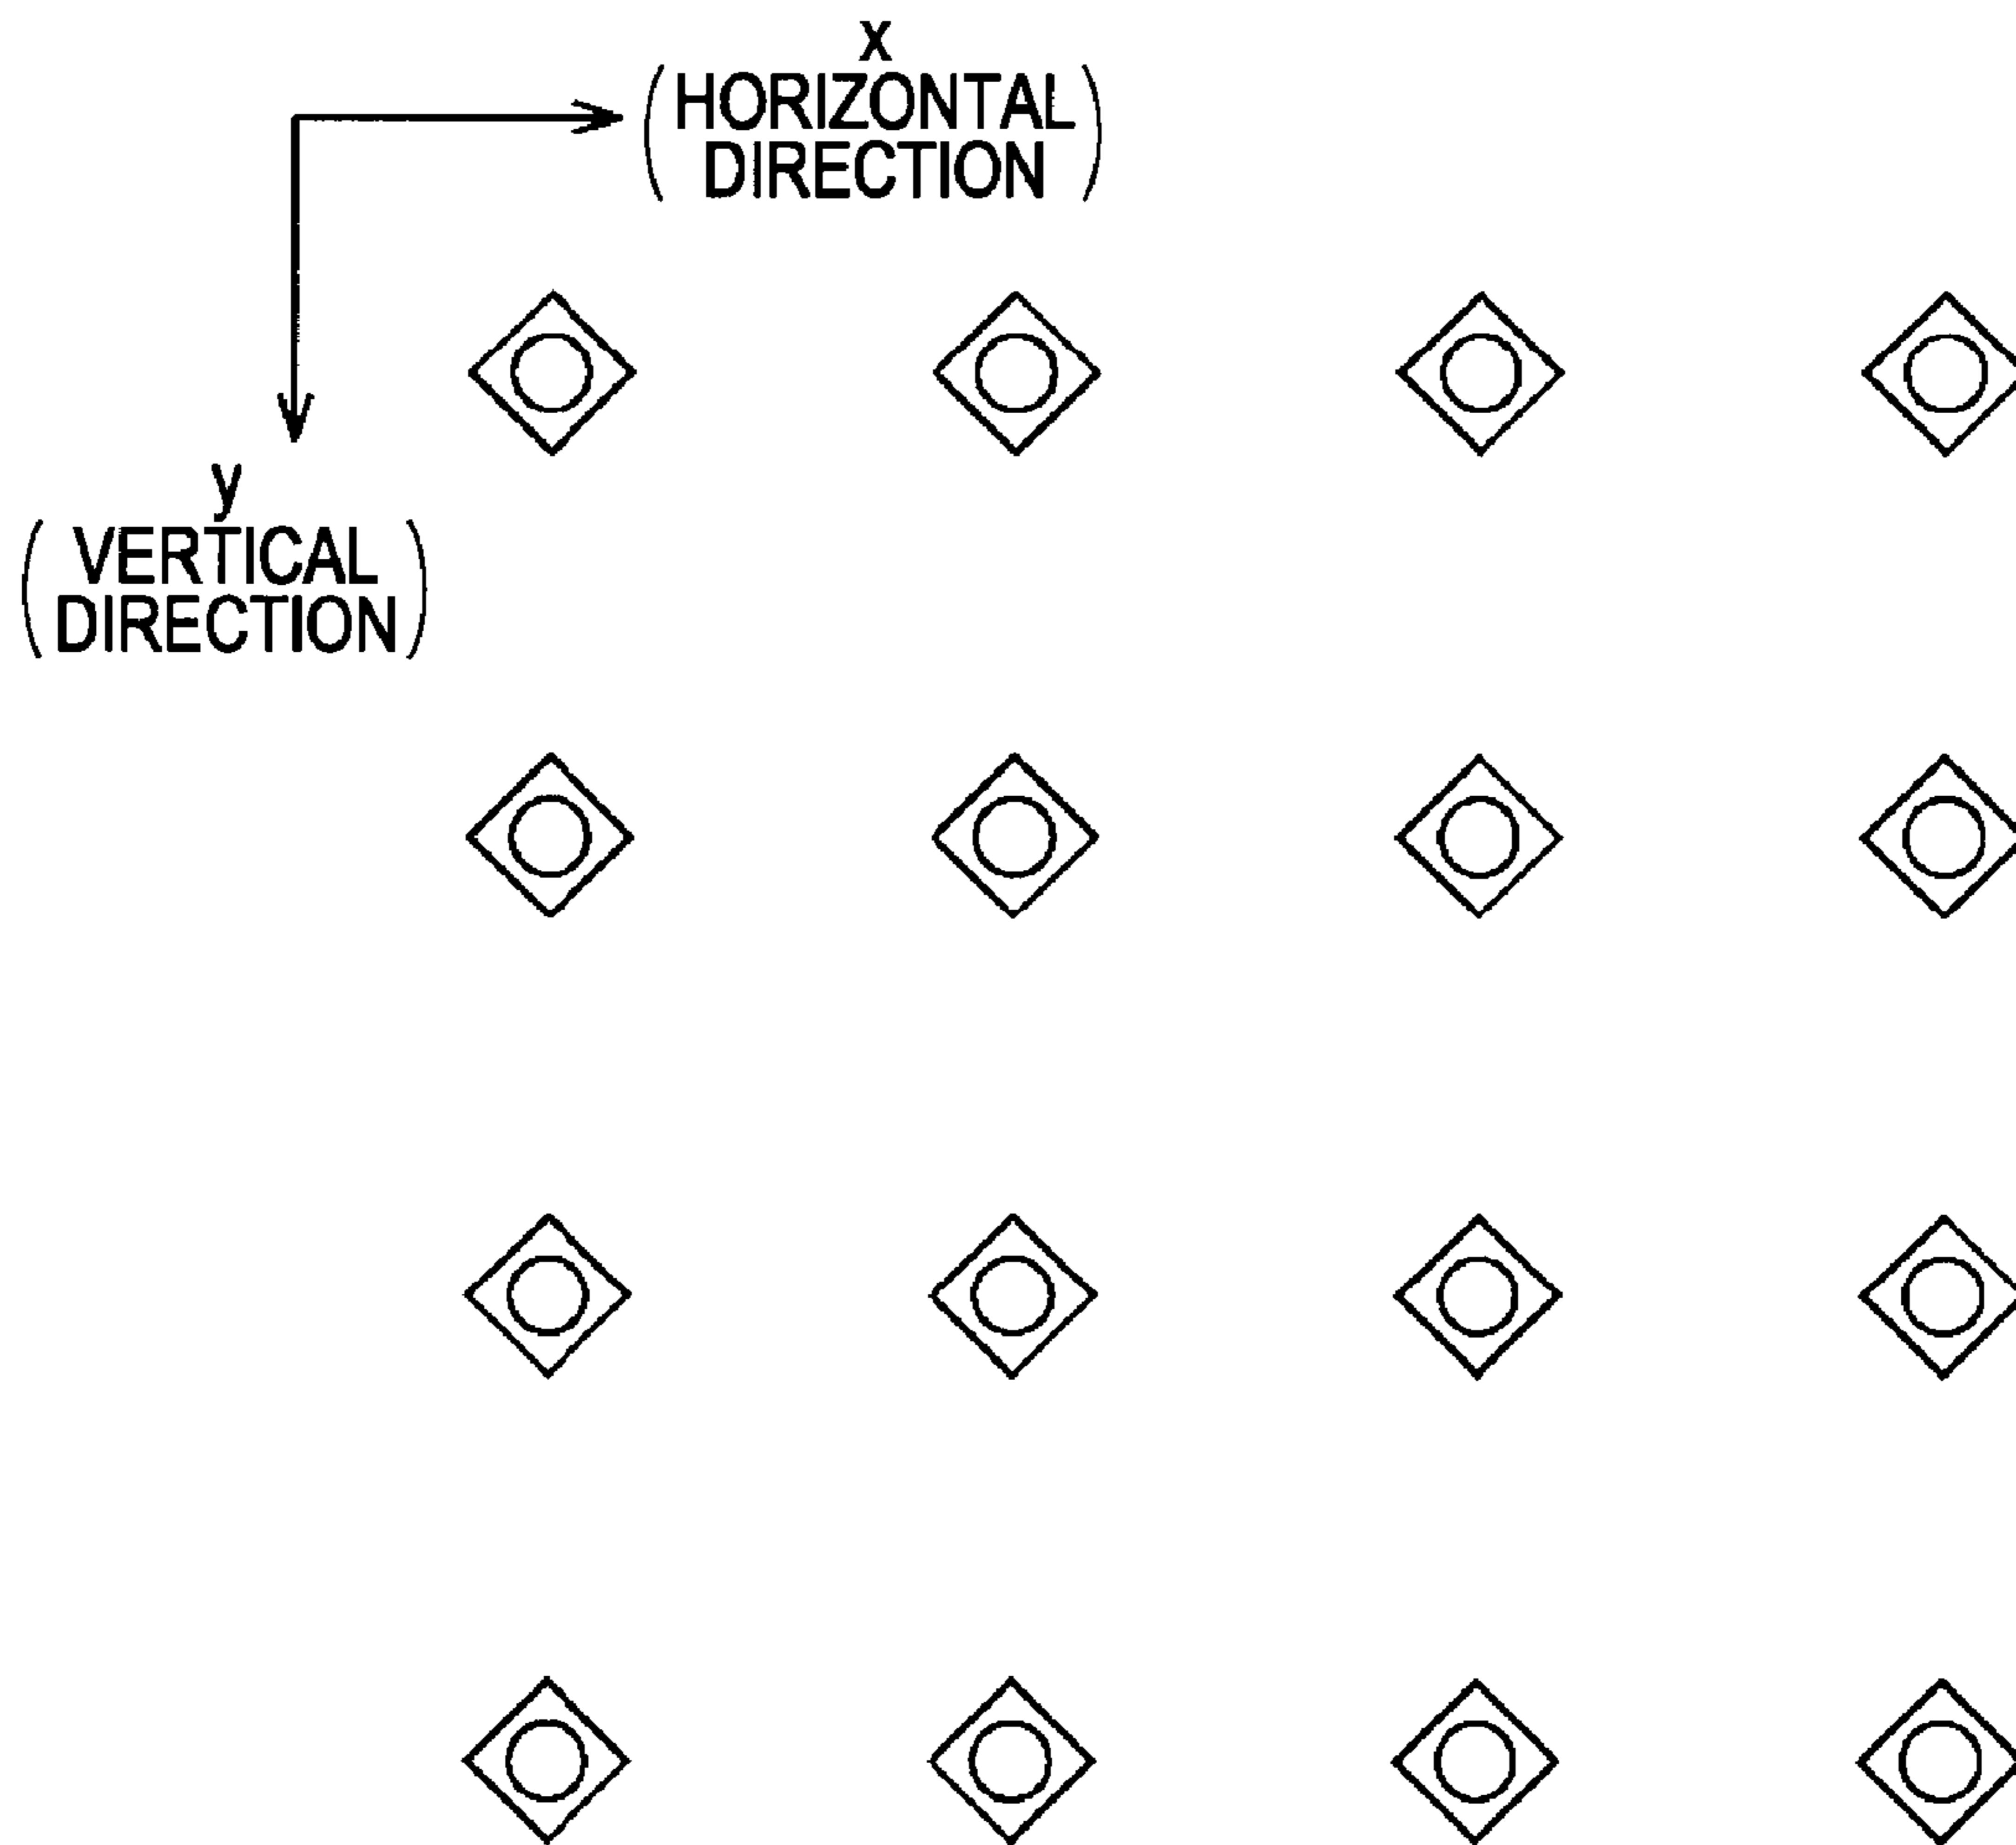 x
(HORIZONTAL
DIRECTION)
y
(VERTICAL
DIRECTION)